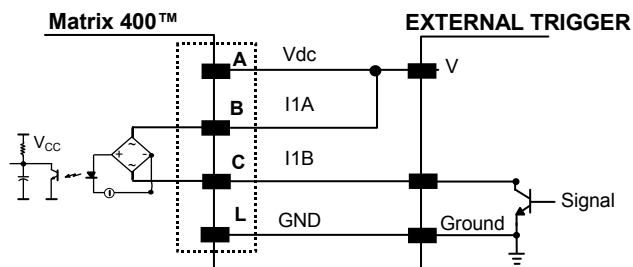 Matrix 400™
EXTERNAL TRIGGER
A
Vdc
V
B
I1A
VCC
C
I1B
Signal
L
GND
Ground